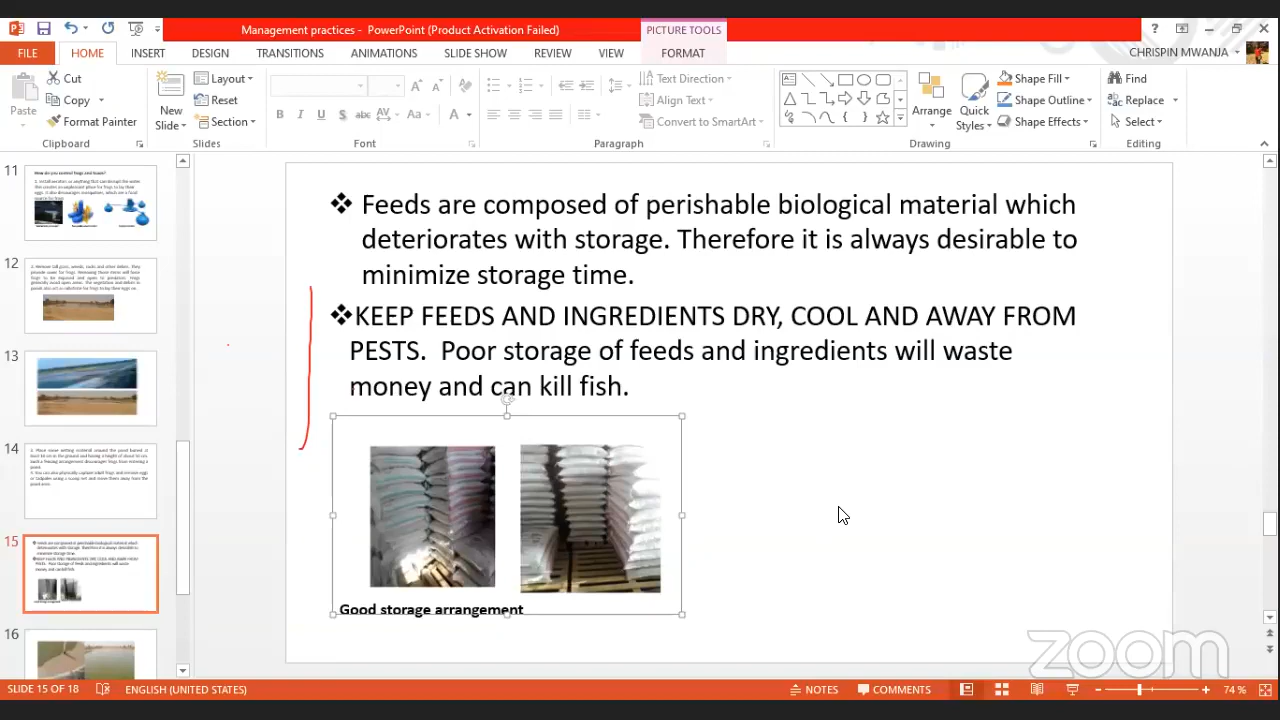 Management practices - PowerPoint (Product Activation Failed)
PICTURE TOOLS
FILE HOME INSERT DESIGN TRANSITIONS ANIMATIONS SLIDE SHOW REVIEW VIEW FORMAT
CHRISPIN MWANJA
Paste
Cut
Copy
Format Painter
Clipboard
New Slide
Layout
Reset
Section
Slides
Font
Text Direction
Align Text
Convert to SmartArt
Paragraph
Arrange
Quick Styles
Shape Fill
Shape Outline
Shape Effects
Drawing
Find
Replace
Select
Editing
11
12
13
14
15
16
❖ Feeds are composed of perishable biological material which
deteriorates with storage. Therefore it is always desirable to
minimize storage time.
❖KEEP FEEDS AND INGREDIENTS DRY, COOL AND AWAY FROM
PESTS. Poor storage of feeds and ingredients will waste
money and can kill fish.
Good storage arrangement
zoom
SLIDE 15 OF 18 ENGLISH (UNITED STATES) NOTES COMMENTS 74 %